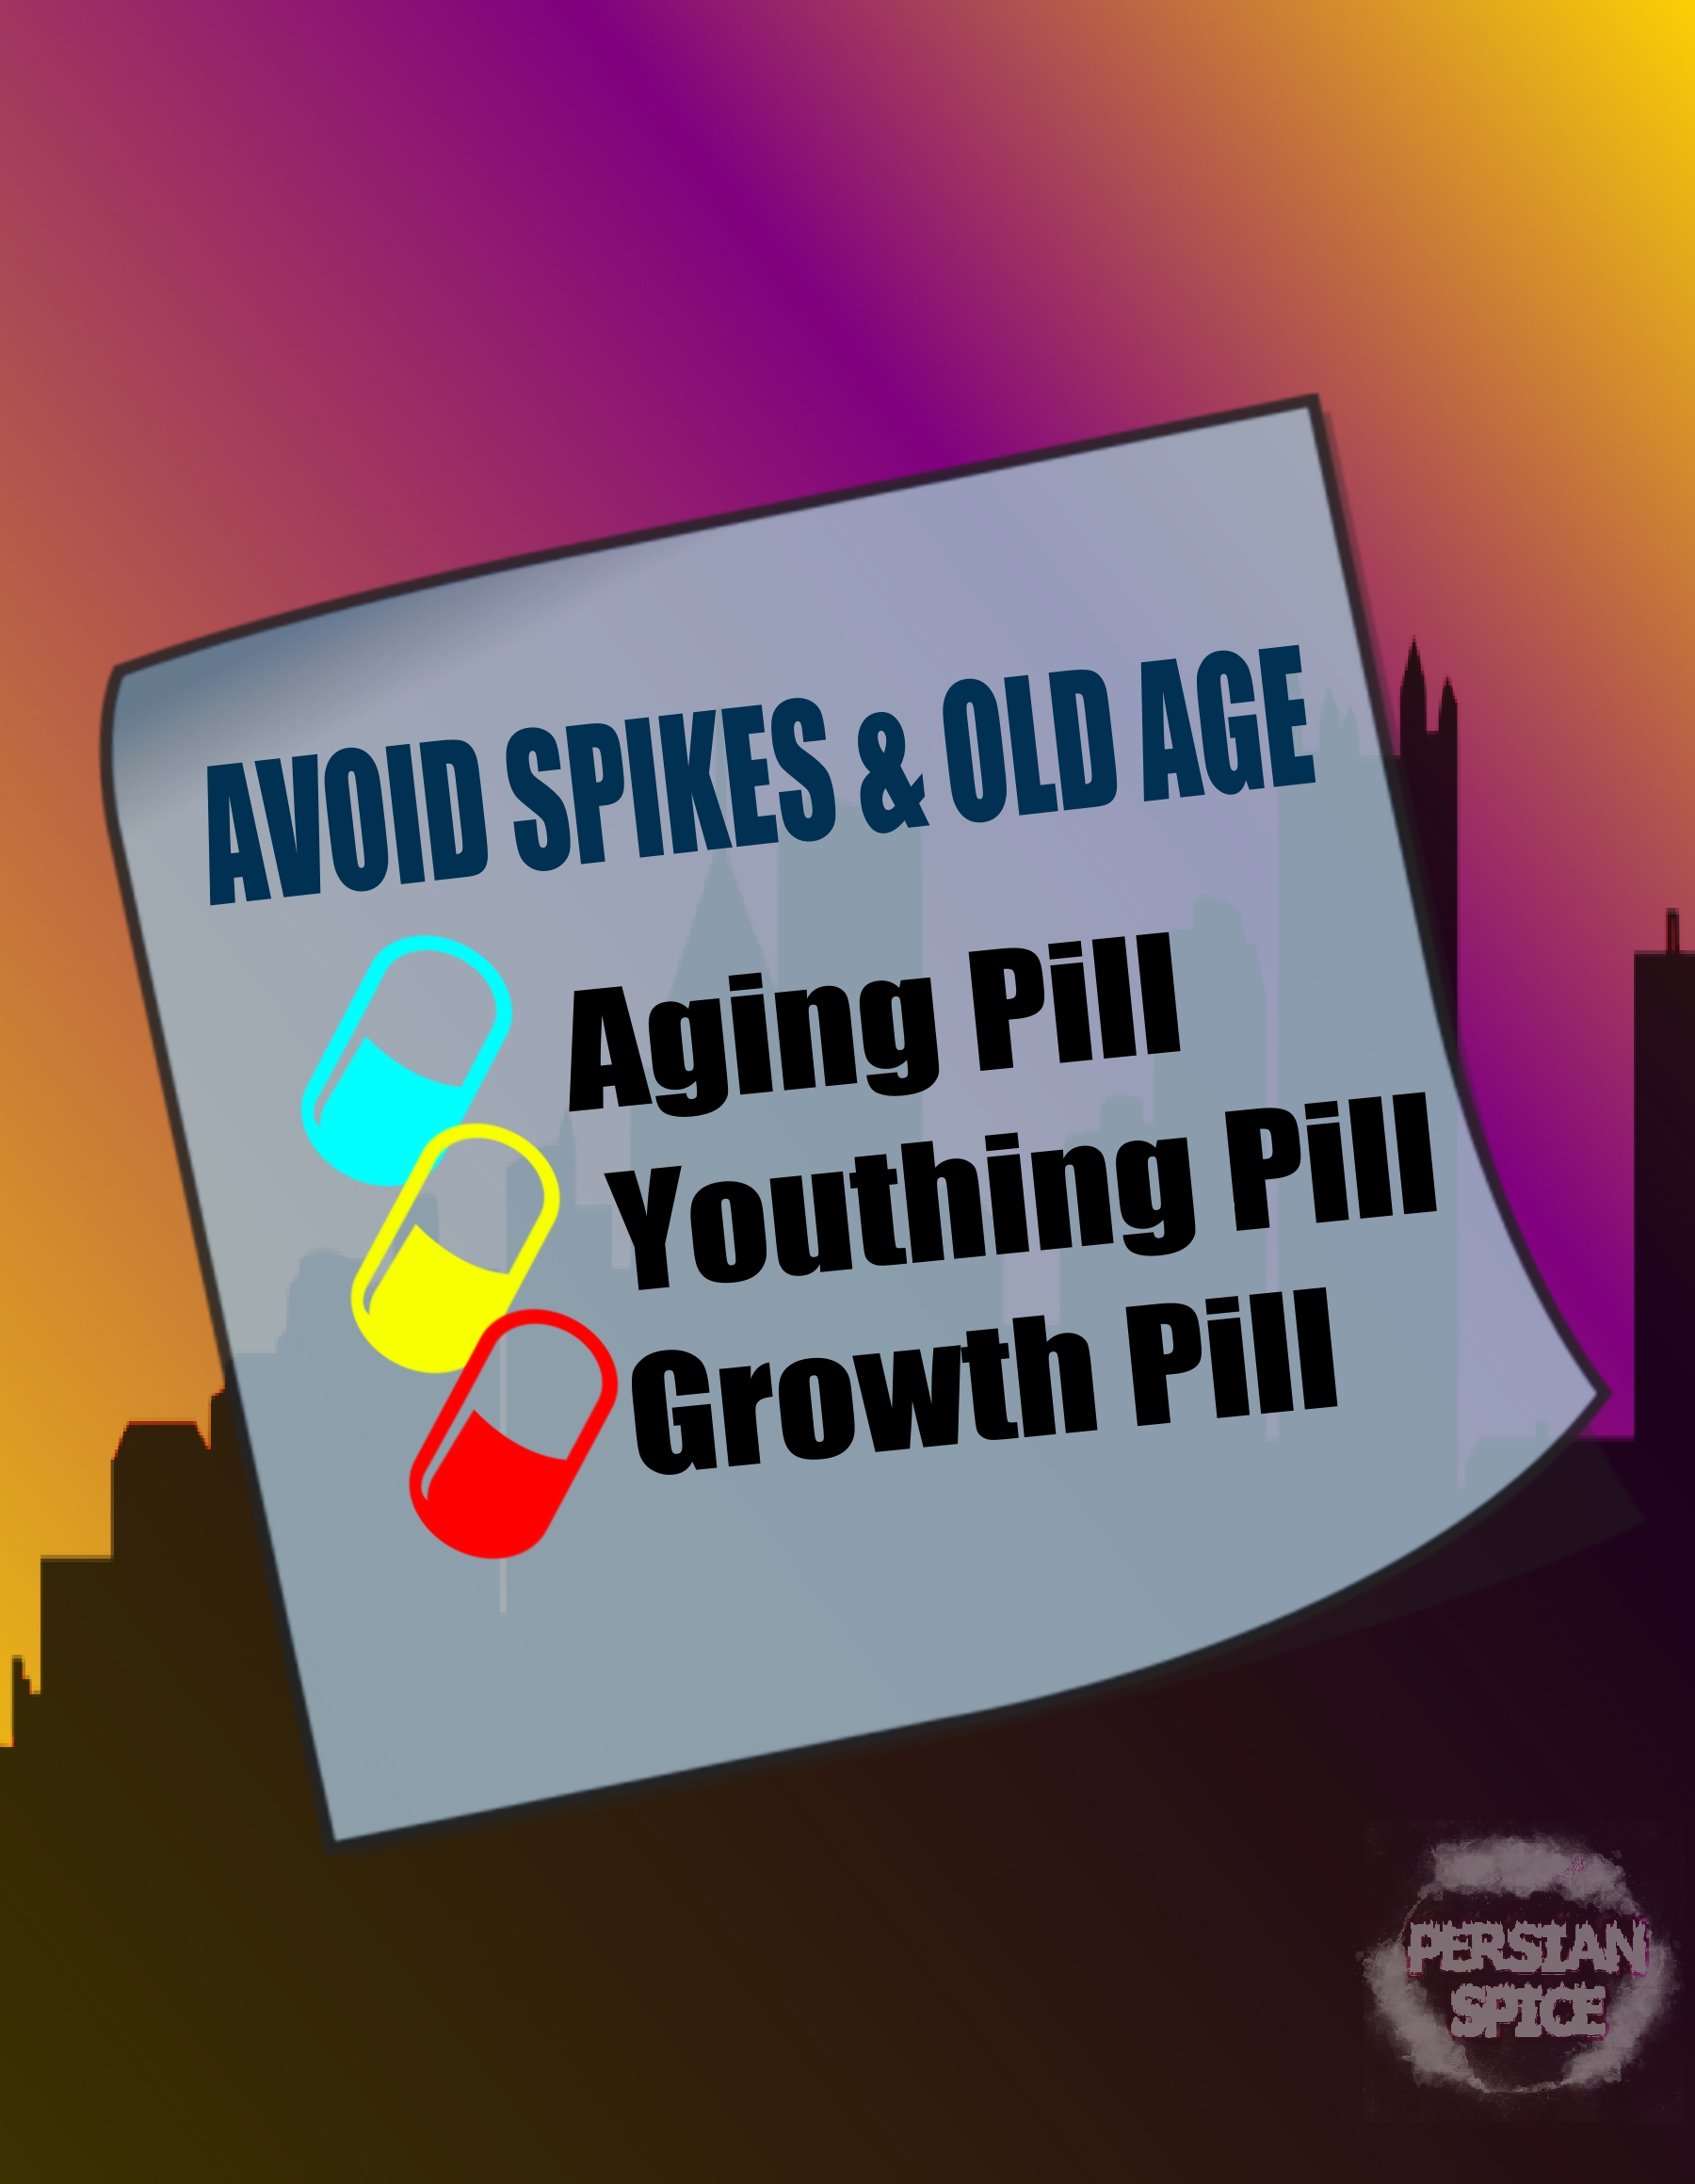 AVOID SPIKES & OLD AGE
Aging Pill
Youthing Pill
Growth Pill
PERSIAN
SPICE